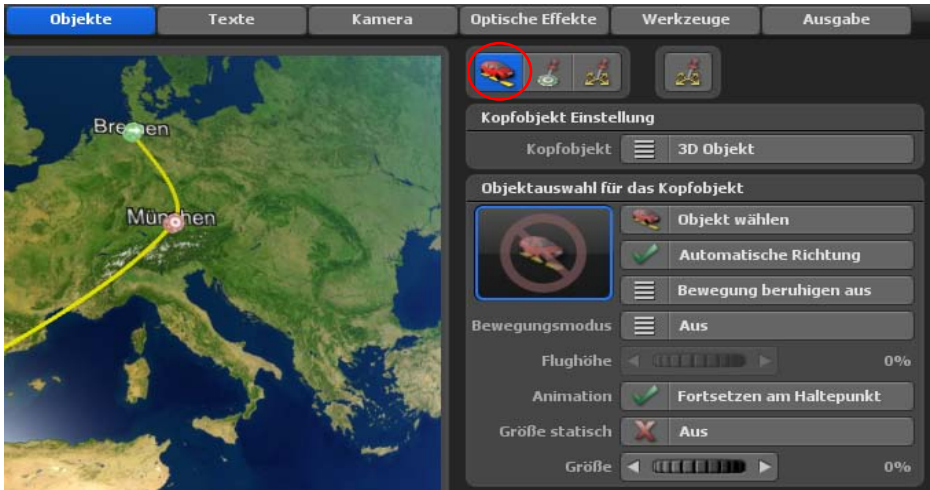 Objekte Texte Kamera Optische Effekte Werkzeuge Ausgabe
Bremen
München
Kopfobjekt Einstellung
Kopfobjekt 3D Objekt
Objektauswahl für das Kopfobjekt
Objekt wählen
Automatische Richtung
Bewegung beruhigen aus
Bewegungsmodus Aus
Flughöhe 0%
Animation Fortsetzen am Haltepunkt
Größe statisch Aus
Größe 0%